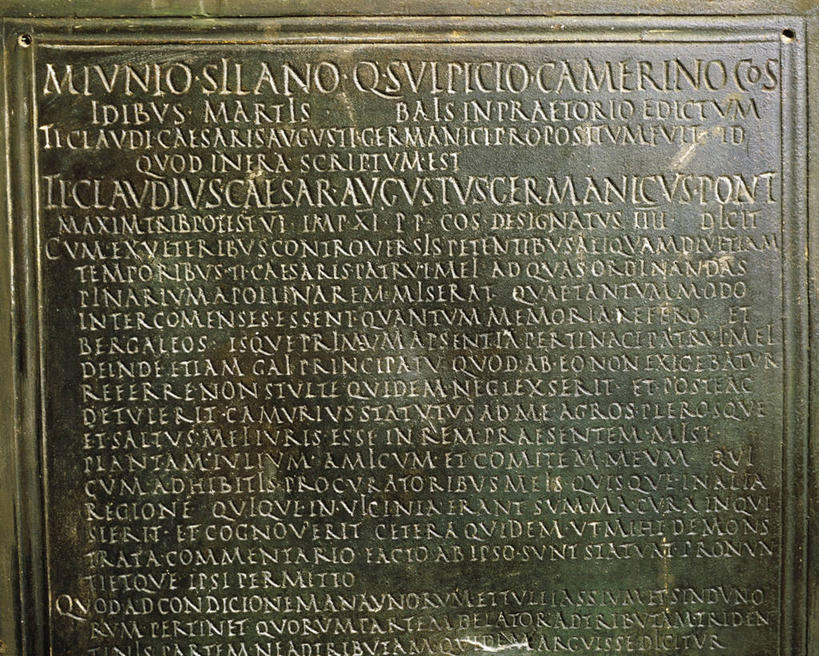 M IVNIO·SILANO·Q·SVLPICIO·CAMERINO COS
IDIBVS·MARTIS BAIS IN PRAETORIO EDICTVM
TI CLAVDI CAESARIS AVGVSTI·GERMANICI PROPOSITVM FVIT ID
QVOD INFRA SCRIPTVM EST
TI·CLAVDIVS CAESAR·AVGVSTVS GERMANICVS·PONT
MAXIM TRIB POTEST VI IMP·XI P P COS DESIGNATVS IIII DICIT
CVM·EX VETERIBVS CONTROVERSIS PETENTIBVS ALIQVAMDIV ETIAM
TEMPORIBVS·TI·CAESARIS·PATRVI MEI AD QVAS ORDINANDAS
PINARIVM APOLLINAREM·MISERAT QVAE TANTVM MODO
INTER COMENSES·ESSENT QVANTVM MEMORIA REFERO ET
BERGALEOS ISQVE PRIMVM APSENTIA PERTINACI PATRVI MEI
DEINDE ETIAM GAI PRINCIPATV QVOD·AB·EO NON EXIGEBATVR
REFERRE NON STVLTE QVIDEM·NEGLEXSERIT ET·POSTEAC
DETVLERIT·CAMVRIVS STATVTVS AD ME AGROS·PLEROSQVE
ET SALTVS·MEI IVRIS ESSE IN REM PRAESENTEM MISI
PLANTAM·IVLIVM·AMICVM ET COMITEM MEVM QVI
CVM·ADHIBITIS·PROCVRATORIBVS MEIS QVISQVE IN ALIA
REGIONE QVIQVE·IN·VICINIA ERANT SVMMA CVRA INQVI
SIERIT·ET·COGNOVERIT CETERA QVIDEM·VT MIHI DEMONS
TRATA COMMENTARIO FACTO AB IPSO·SVNT STATVAT PRONVN
TIETQVE IPSI PERMITTO
QVOD AD CONDICIONEM ANAVNORVM ET TVLLIASSIVM ET SINDVNO
RVM PERTINET QVORVM PARTEM DELATOR ADTRIBVTAM TRIDEN
TINIS PARTEM NE ADTRIBVTAM QVIDEM ARGVISSE DICITVR